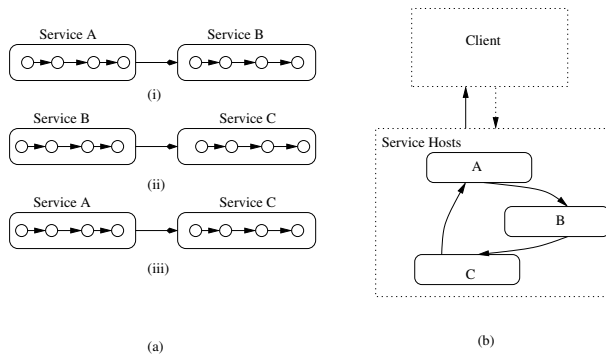 Service A
Service B
(i)
Service B
Service C
(ii)
Service A
Service C
(iii)
(a)
Client
Service Hosts
A
B
C
(b)